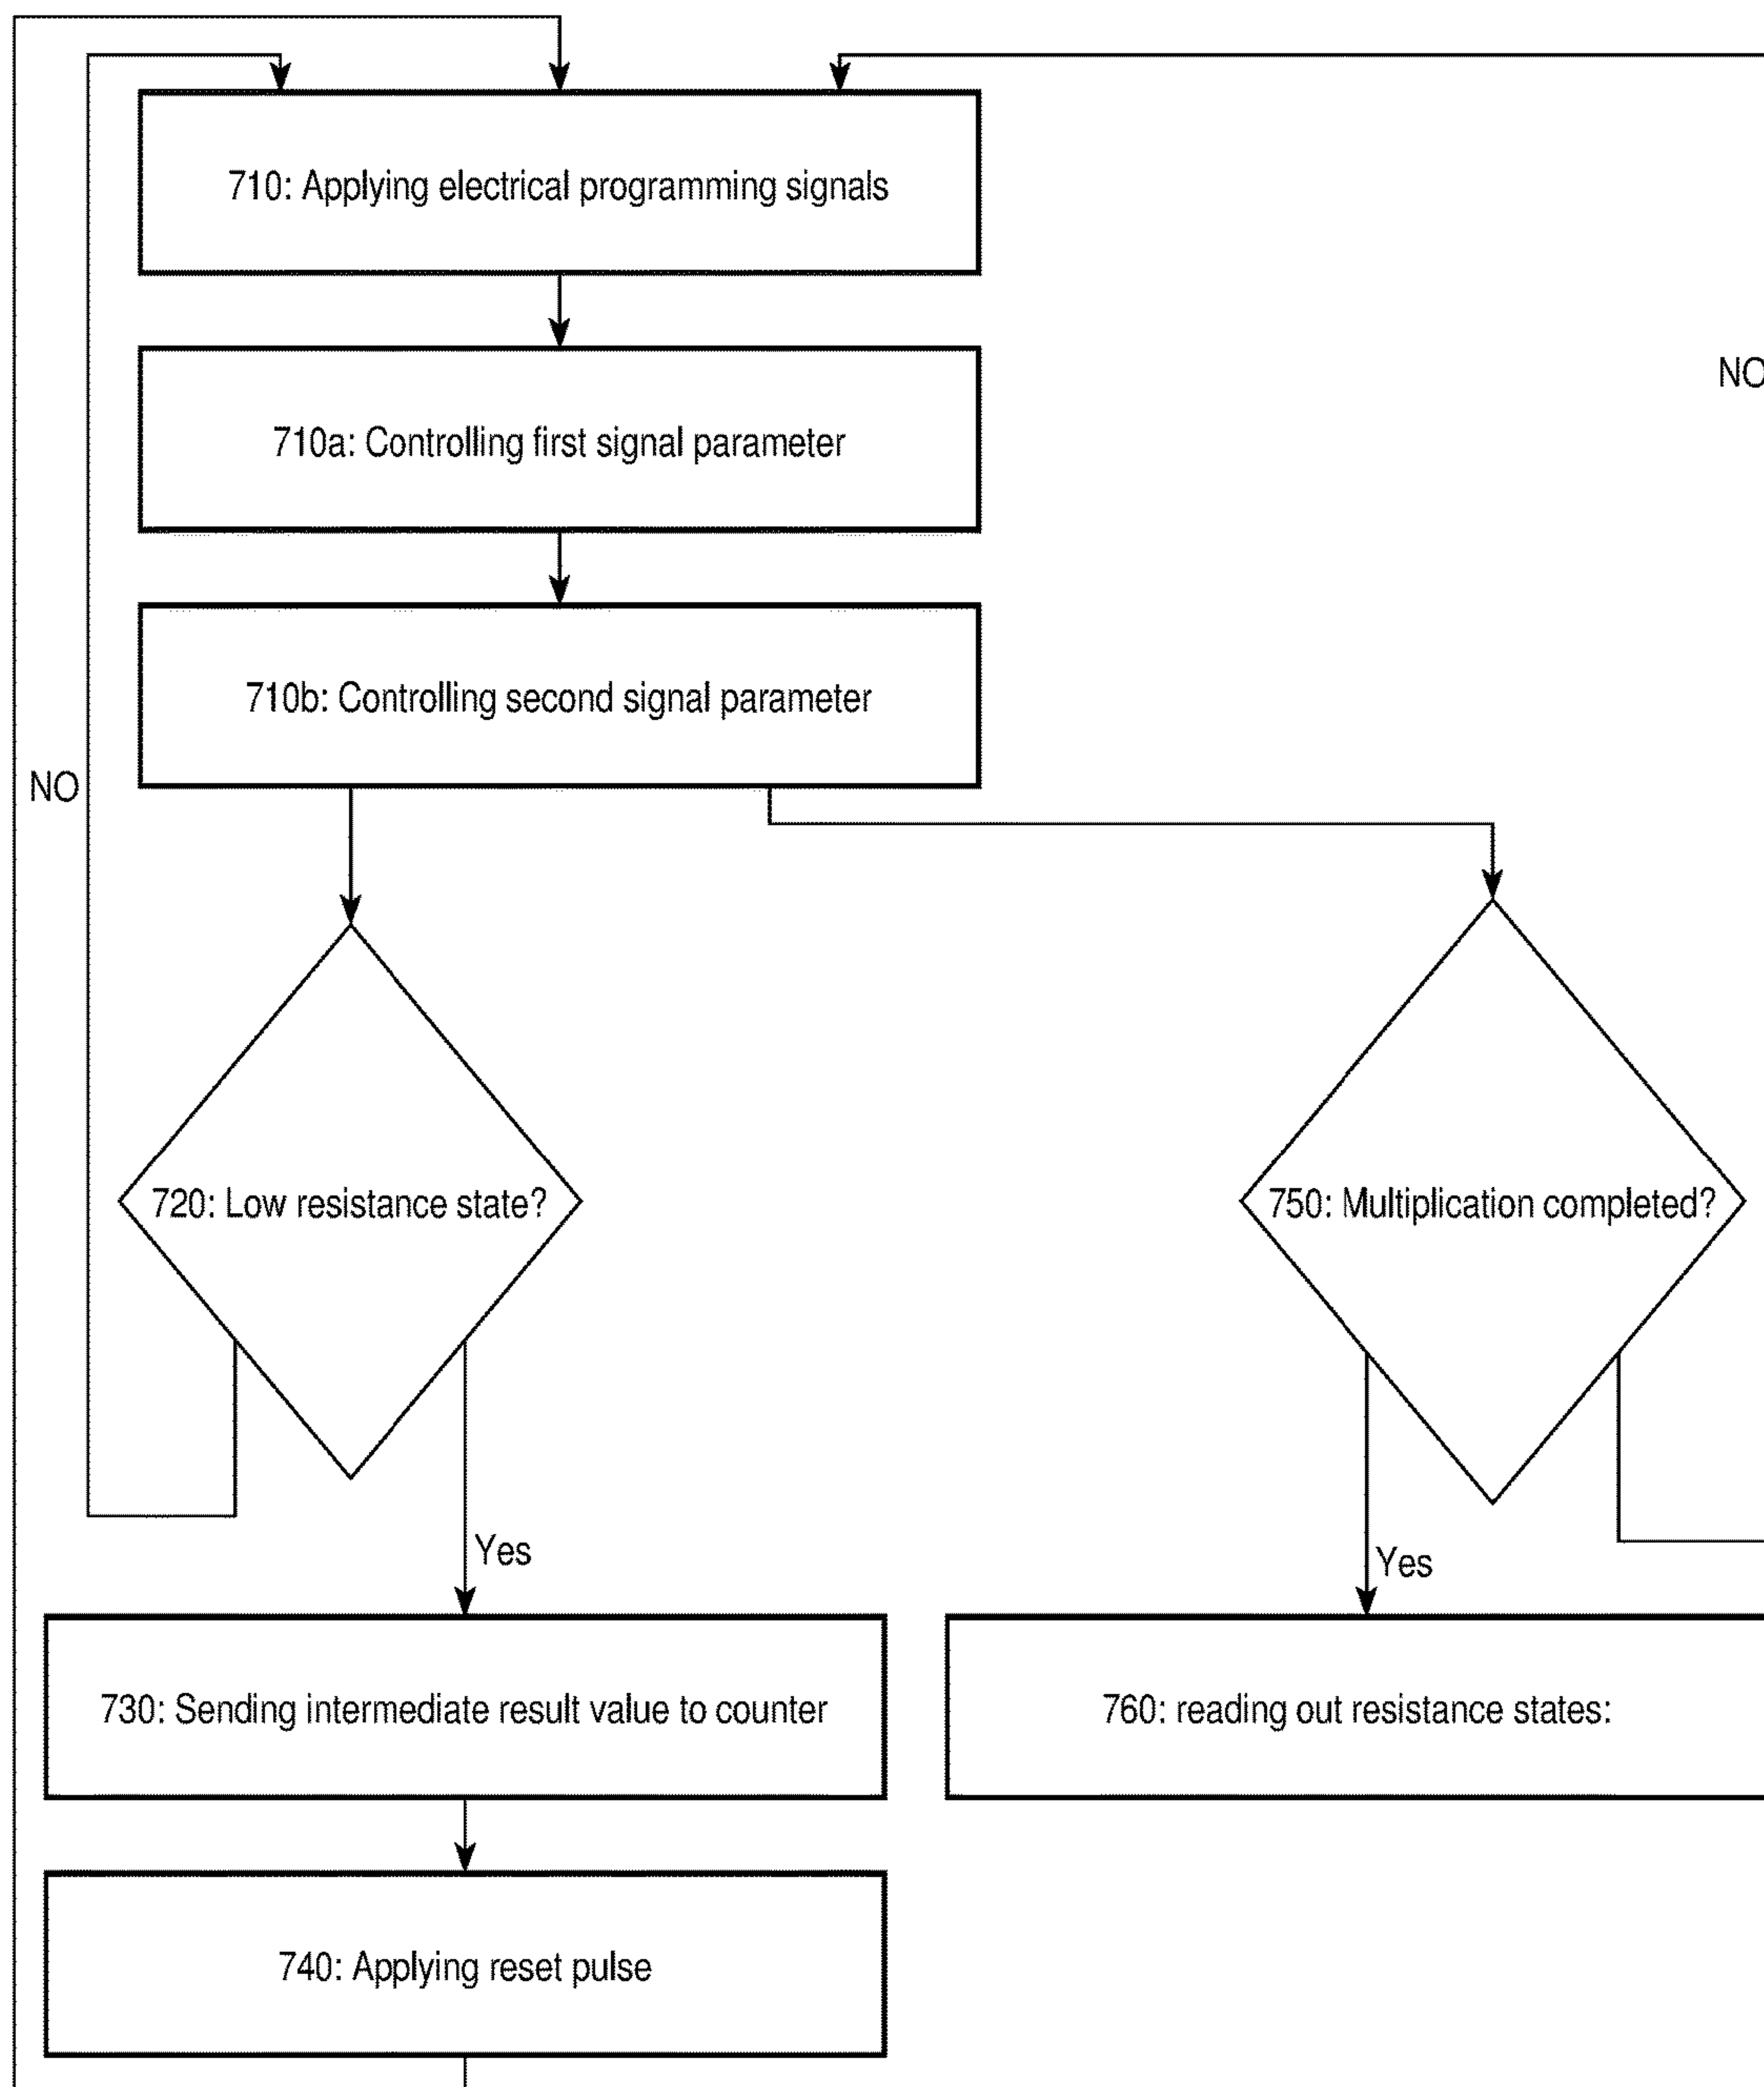 710: Applying electrical programming signals
710a: Controlling first signal parameter
NO
710b: Controlling second signal parameter
NO
720: Low resistance state?
750: Multiplication completed?
Yes
Yes
730: Sending intermediate result value to counter
760: reading out resistance states:
740: Applying reset pulse